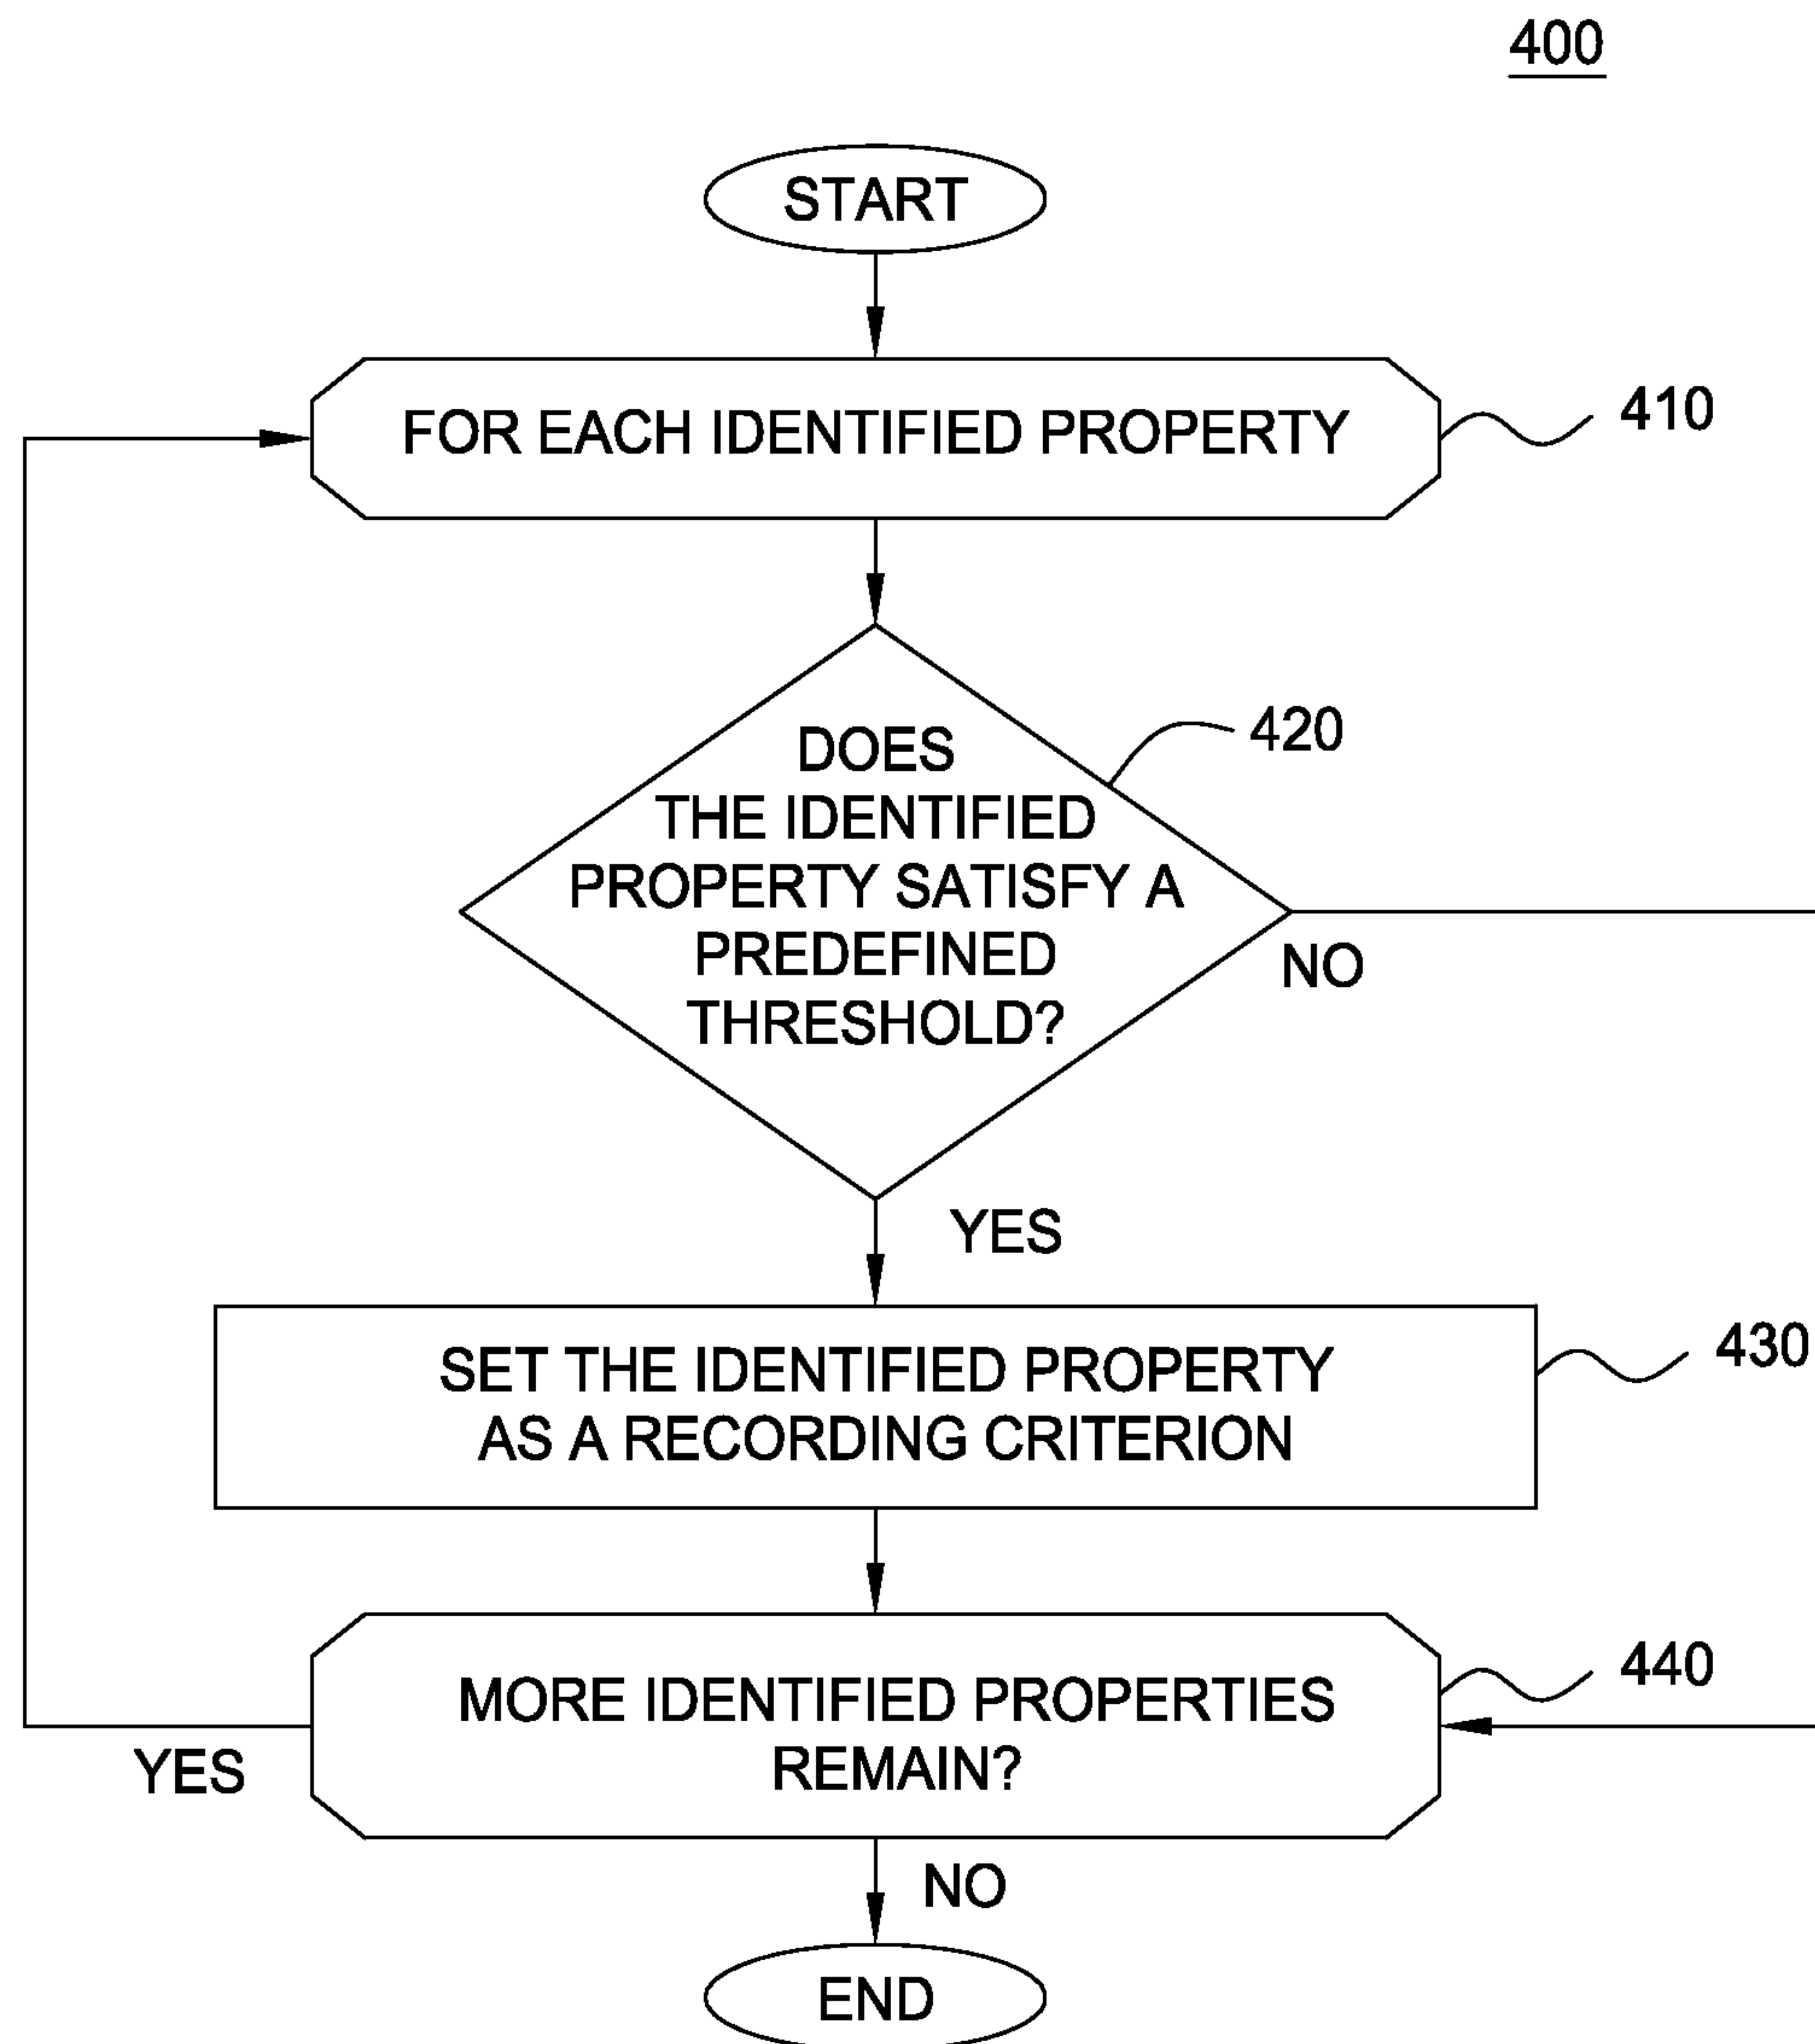 400
START
FOR EACH IDENTIFIED PROPERTY
410
DOES
THE IDENTIFIED
PROPERTY SATISFY A
PREDEFINED
THRESHOLD?
420
NO
YES
SET THE IDENTIFIED PROPERTY
AS A RECORDING CRITERION
430
MORE IDENTIFIED PROPERTIES
REMAIN?
440
YES
NO
END